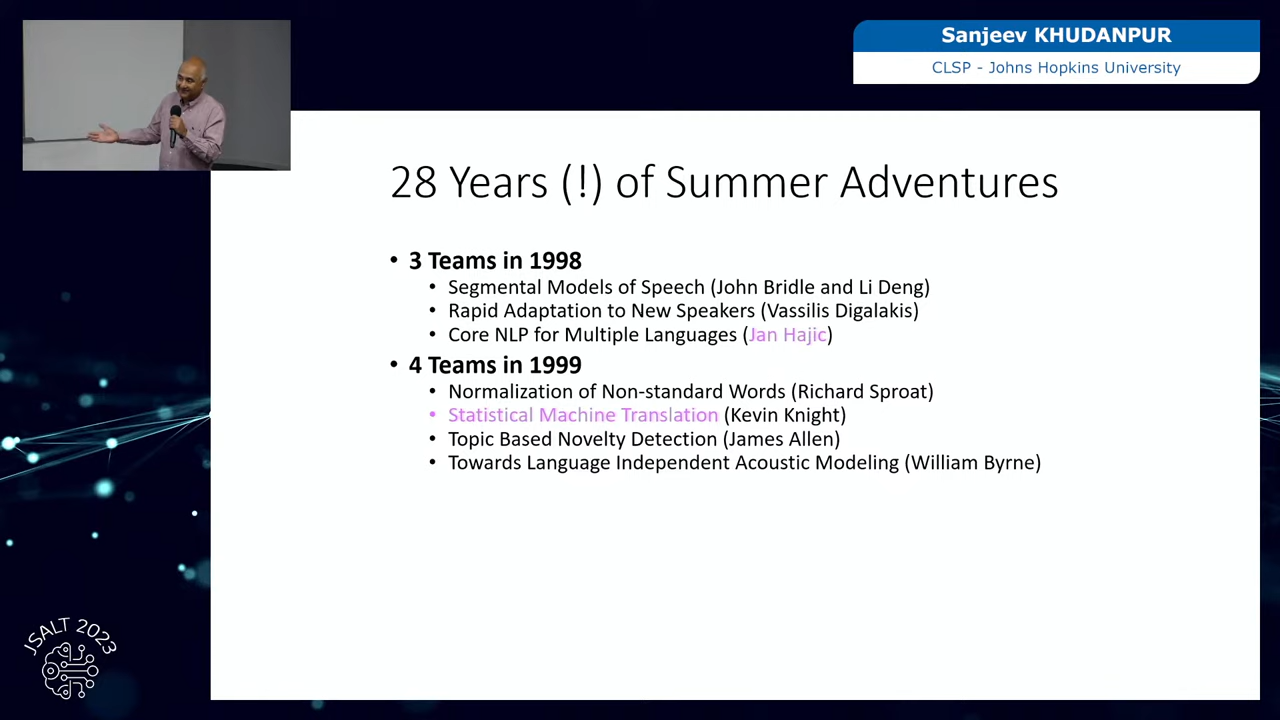 Sanjeev KHUDANPUR
CLSP - Johns Hopkins University
28 Years (!) of Summer Adventures
• 3 Teams in 1998
• Segmental Models of Speech (John Bridle and Li Deng)
• Rapid Adaptation to New Speakers (Vassilis Digalakis)
• Core NLP for Multiple Languages (Jan Hajic)
• 4 Teams in 1999
• Normalization of Non-standard Words (Richard Sproat)
• Statistical Machine Translation (Kevin Knight)
• Topic Based Novelty Detection (James Allen)
• Towards Language Independent Acoustic Modeling (William Byrne)
JSALT 2023